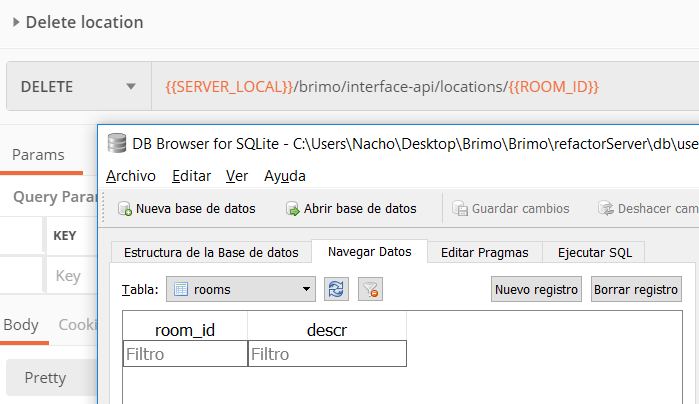 Delete location
DELETE {{SERVER_LOCAL}}/brimo/interface-api/locations/{{ROOM_ID}}
Params
Query Paran
KEY
Key
Body Cooki
Pretty
DB Browser for SQLite - C:\Users\Nacho\Desktop\Brimo\Brimo\refactorServer\db\use
Archivo Editar Ver Ayuda
Nueva base de datos Abrir base de datos Guardar cambios Deshacer cam
Estructura de la Base de datos Navegar Datos Editar Pragmas Ejecutar SQL
Tabla: rooms Nuevo registro Borrar registro
room_id descr
Filtro Filtro